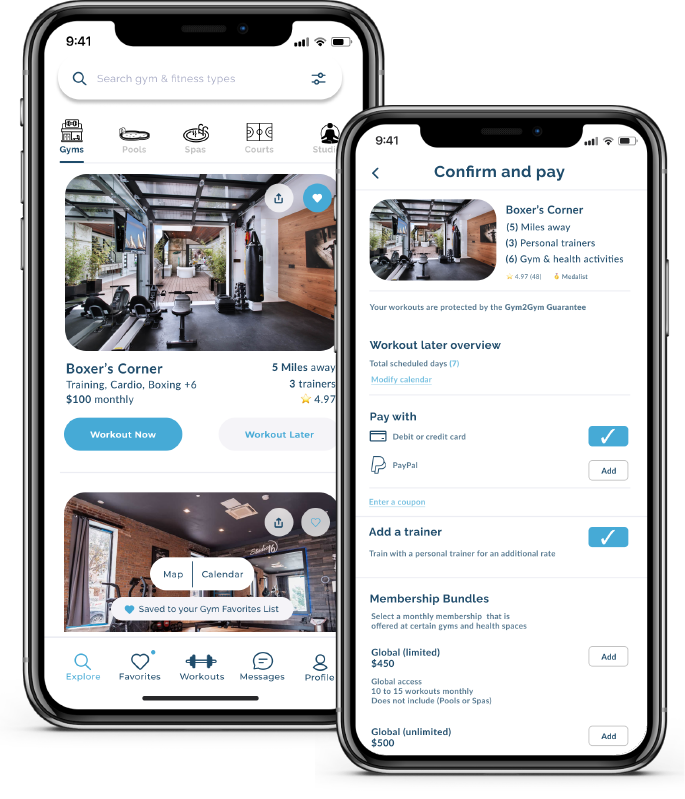 9:41
Search gym & fitness types
Gyms
Pools
Spas
Courts
Studi
Boxer's Corner
Training, Cardio, Boxing +6
$100 monthly
5 Miles away
3 trainers
4.97
Workout Now
Workout Later
Studio 16
Map
Calendar
Saved to your Gym Favorites List
Explore
Favorites
Workouts
Messages
Profile
9:41
Confirm and pay
Boxer's Corner
(5) Miles away
(3) Personal trainers
(6) Gym & health activities
4.97 (48)
Medalist
Your workouts are protected by the Gym2Gym Guarantee
Workout later overview
Total scheduled days (7)
Modify calendar
Pay with
Debit or credit card
PayPal
Add
Enter a coupon
Add a trainer
Train with a personal trainer for an additional rate
Membership Bundles
Select a monthly membership that is
offered at certain gyms and health spaces
Global (limited)
$450
Add
Global access
10 to 15 workouts monthly
Does not include (Pools or Spas)
Global (unlimited)
$500
Add